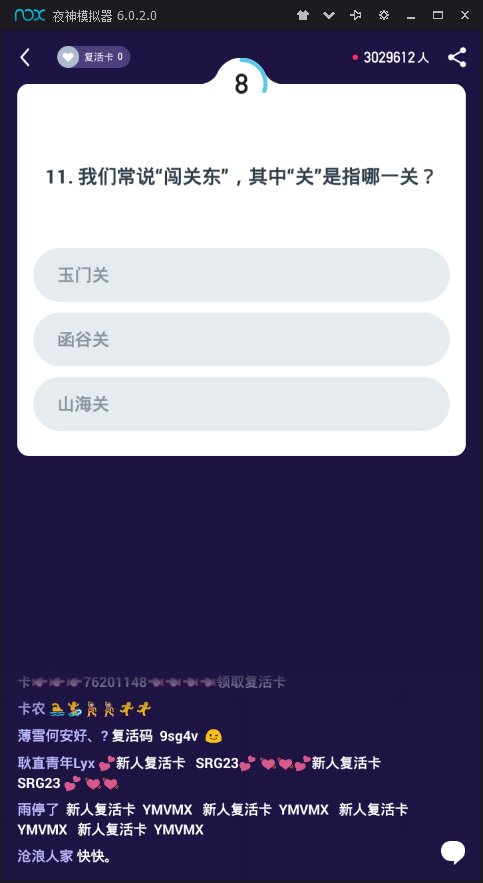 nox 夜神模拟器 6.0.2.0
复活卡 0
3029612 人
8
11. 我们常说“闯关东”，其中“关”是指哪一关？
玉门关
函谷关
山海关
卡76201148领取复活卡
卡农
薄雪何安好、? 复活码 9sg4v
耿直青年Lyx 新人复活卡 SRG23新人复活卡
SRG23
雨停了 新人复活卡 YMVMX 新人复活卡 YMVMX 新人复活卡
YMVMX 新人复活卡 YMVMX
沧浪人家 快快。